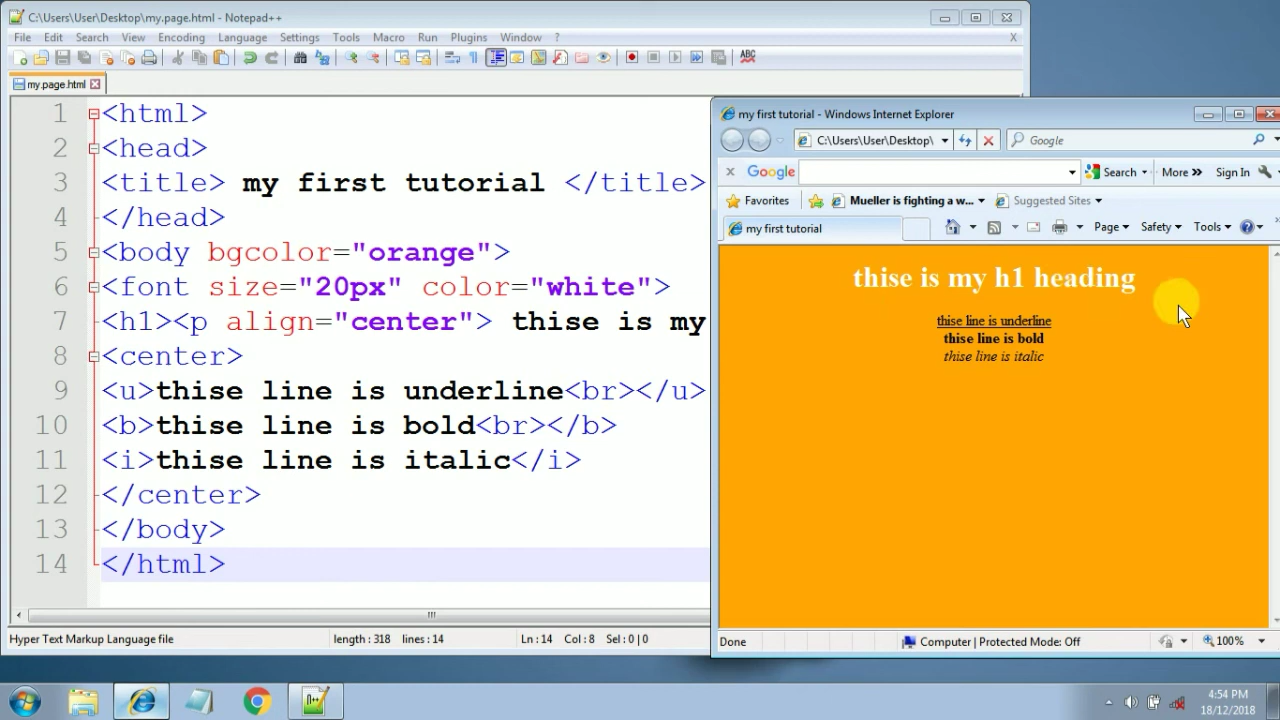 C:\Users\User\Desktop\my.page.html - Notepad++
File Edit Search View Encoding Language Settings Tools Macro Run Plugins Window ? X
ABC
my.page.html
1 <html>
2 <head>
3 <title> my first tutorial </title>
4 </head>
5 <body bgcolor="orange">
6 <font size="20px" color="white">
7 <h1><p align="center"> thise is my
8 <center>
9 <u>thise line is underline<br></u>
10 <b>thise line is bold<br></b>
11 <i>thise line is italic</i>
12 </center>
13 </body>
14 </html>
Hyper Text Markup Language file length : 318 lines : 14 Ln : 14 Col : 8 Sel : 0 | 0
my first tutorial - Windows Internet Explorer
C:\Users\User\Desktop\ Google
x Google Search More » Sign In
Favorites Mueller is fighting a w... Suggested Sites
my first tutorial Page Safety Tools
thise is my h1 heading
thise line is underline
thise line is bold
thise line is italic
Done Computer | Protected Mode: Off 100%
N++
4:54 PM
18/12/2018